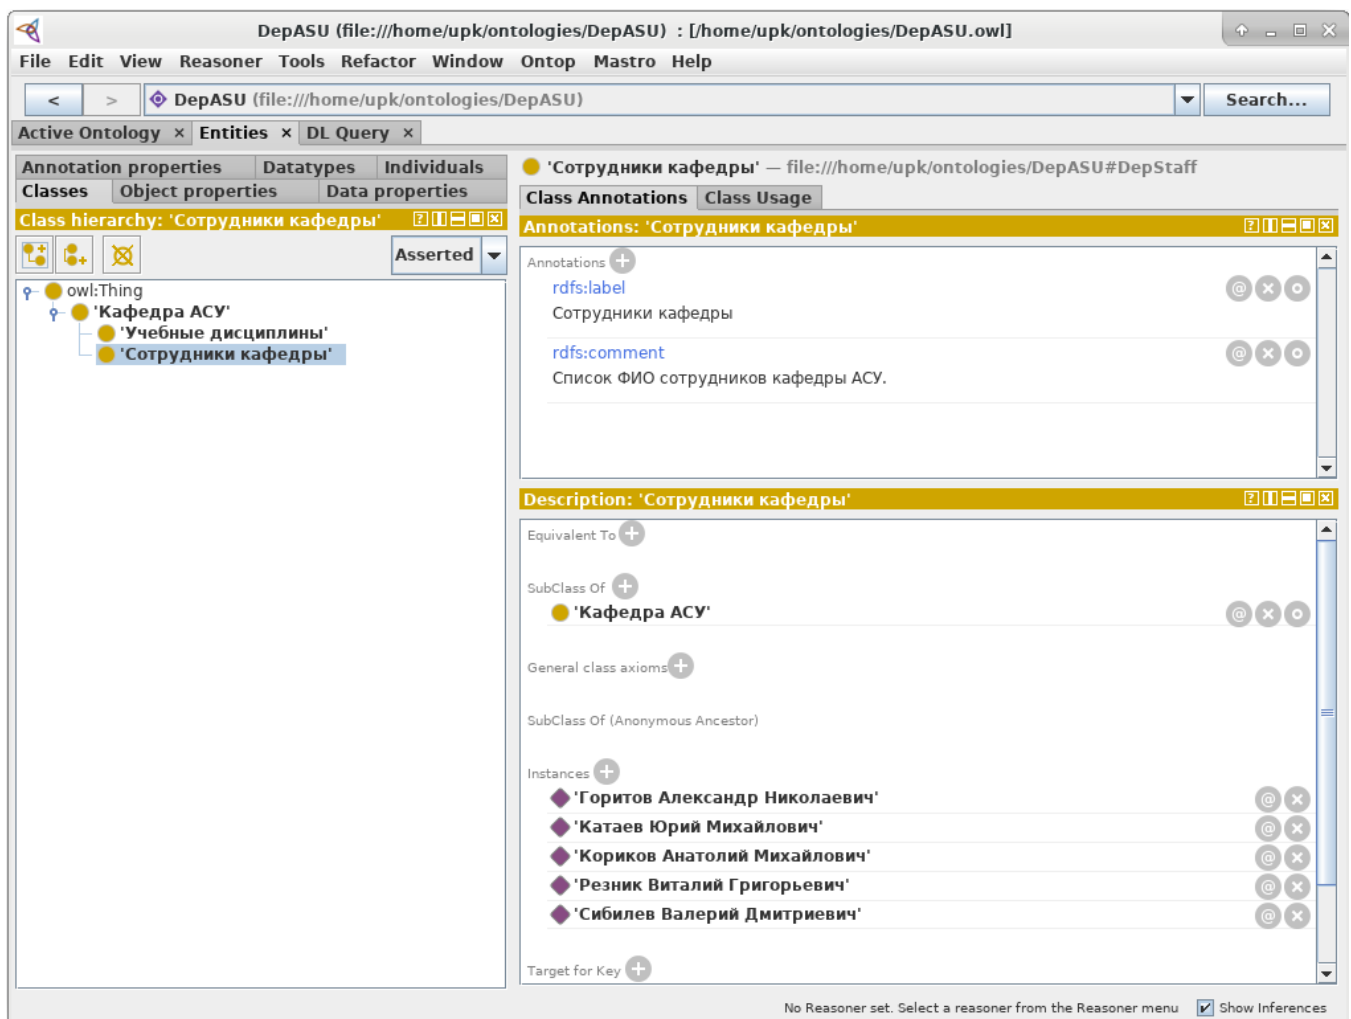 DepASU (file:///home/upk/ontologies/DepASU)  : [/home/upk/ontologies/DepASU.owl]
File Edit View Reasoner Tools Refactor Window Ontop Mastro Help
< > DepASU (file:///home/upk/ontologies/DepASU) Search...
Active Ontology × Entities × DL Query ×
Annotation properties Datatypes Individuals
Classes Object properties Data properties
Class hierarchy: 'Сотрудники кафедры'
Asserted
owl:Thing
'Кафедра АСУ'
'Учебные дисциплины'
'Сотрудники кафедры'
'Сотрудники кафедры' — file:///home/upk/ontologies/DepASU#DepStaff
Class Annotations Class Usage
Annotations: 'Сотрудники кафедры'
Annotations
rdfs:label
Сотрудники кафедры
rdfs:comment
Список ФИО сотрудников кафедры АСУ.
Description: 'Сотрудники кафедры'
Equivalent To
SubClass Of
'Кафедра АСУ'
General class axioms
SubClass Of (Anonymous Ancestor)
Instances
'Горитов Александр Николаевич'
'Катаев Юрий Михайлович'
'Кориков Анатолий Михайлович'
'Резник Виталий Григорьевич'
'Сибилев Валерий Дмитриевич'
Target for Key
No Reasoner set. Select a reasoner from the Reasoner menu Show Inferences